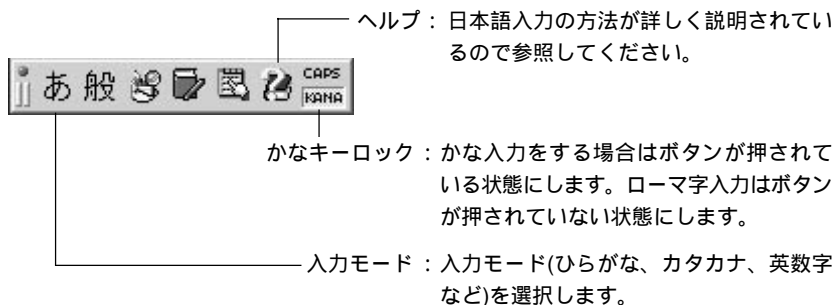 ヘルプ : 日本語入力の方法が詳しく説明されてい
るので参照してください。
あ 般 CAPS
KANA
かなキーロック : かな入力をする場合はボタンが押されて
いる状態にします。ローマ字入力はボタン
が押されていない状態にします。
入力モード : 入力モード(ひらがな、カタカナ、英数字
など)を選択します。